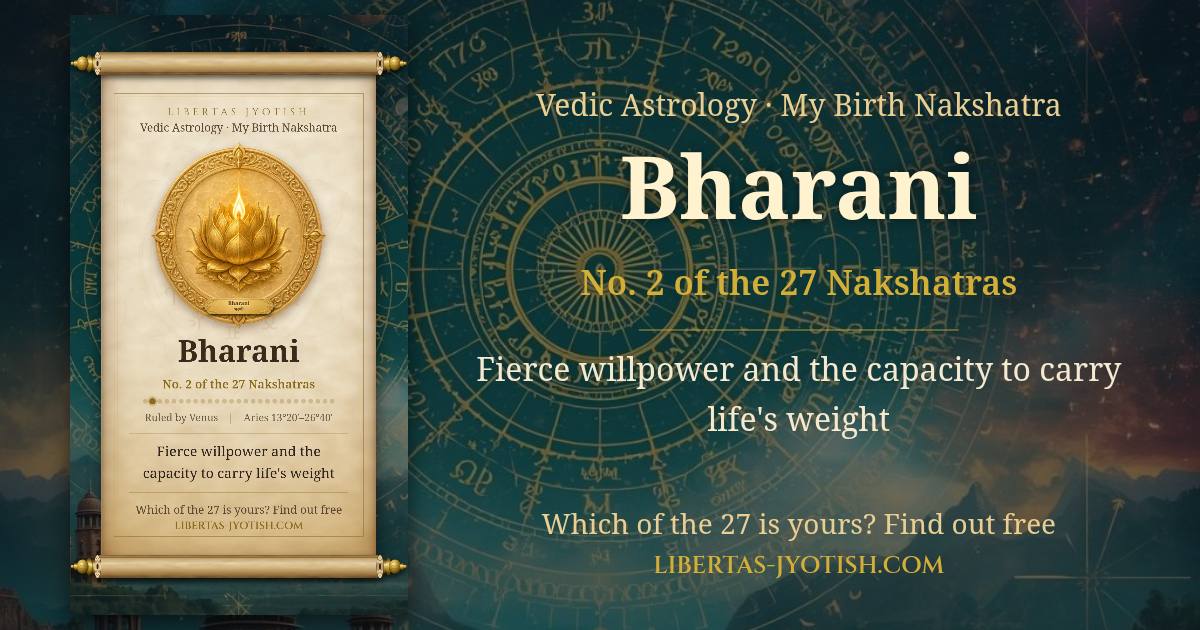 LIBERTAS JYOTISH
Vedic Astrology · My Birth Nakshatra
Bharani
Bharani
No. 2 of the 27 Nakshatras
Ruled by Venus | Aries 13°20'–26°40'
Fierce willpower and the
capacity to carry life's weight
Which of the 27 is yours? Find out free
LIBERTAS-JYOTISH.COM
Vedic Astrology · My Birth Nakshatra
Bharani
No. 2 of the 27 Nakshatras
Fierce willpower and the capacity to carry
life's weight
Which of the 27 is yours? Find out free
LIBERTAS-JYOTISH.COM